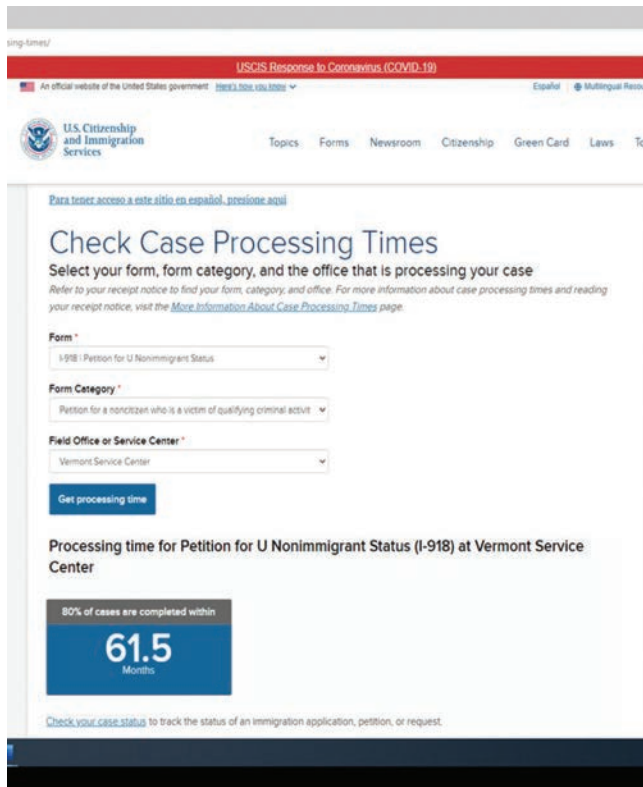 sing-times/
USCIS Response to Coronavirus (COVID-19)
An official website of the United States government Here's how you know
Español Multilingual Resou
U.S. Citizenship
and Immigration
Services
Topics Forms Newsroom Citizenship Green Card Laws To
Para tener acceso a este sitio en español, presione aquí
Check Case Processing Times
Select your form, form category, and the office that is processing your case
Refer to your receipt notice to find your form, category, and office. For more information about case processing times and reading
your receipt notice, visit the More Information About Case Processing Times page.
Form *
I-918 | Petition for U Nonimmigrant Status
Form Category *
Petition for a noncitizen who is a victim of qualifying criminal activit
Field Office or Service Center *
Vermont Service Center
Get processing time
Processing time for Petition for U Nonimmigrant Status (I-918) at Vermont Service
Center
80% of cases are completed within
61.5
Months
Check your case status to track the status of an immigration application, petition, or request.